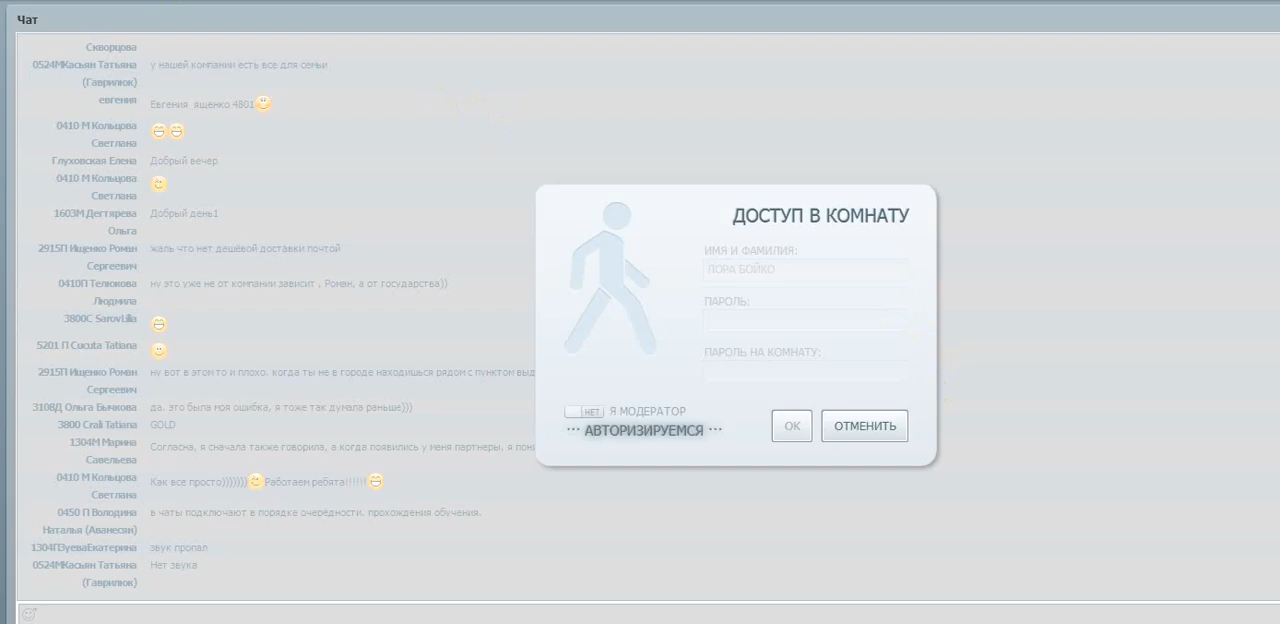 Чат
Скворцова
0524МКасьян Татьяна у нашей компании есть все для семьи
(Гаврилюк)
евгения Евгения ященко 4801
0410 М Кольцова
Светлана
Глуховская Елена Добрый вечер
0410 М Кольцова
Светлана
1603М Дегтярева Добрый день1
Ольга
2915П Ищенко Роман жаль что нет дешёвой доставки почтой
Сергеевич
0410П Телюкова ну это уже не от компании зависит , Роман, а от государства))
Людмила
3800С SarovLilia
5201 П Cucuta Tatiana
2915П Ищенко Роман ну вот в этом то и плохо, когда ты не в городе находишься рядом с пунктом выд
Сергеевич
3108Д Ольга Бычкова да, это была моя ошибка, я тоже так думала раньше)))
3800 Crali Tatiana GOLD
1304М Марина Согласна, я сначала также говорила, а когда появились у меня партнеры, я пон
Савельева
0410 М Кольцова Как все просто))))))) Работаем ребята!!!!!!
Светлана
0450 П Володина в чаты подключают в порядке очерёдности, прохождения обучения.
Наталья (Аванесян)
1304ПЗуеваЕкатерина звук пропал
0524МКасьян Татьяна Нет звука
(Гаврилюк)
ДОСТУП В КОМНАТУ
ИМЯ И ФАМИЛИЯ:
ЛОРА БОЙКО
ПАРОЛЬ:
ПАРОЛЬ НА КОМНАТУ:
НЕТ Я МОДЕРАТОР
··· АВТОРИЗИРУЕМСЯ ···
OK ОТМЕНИТЬ